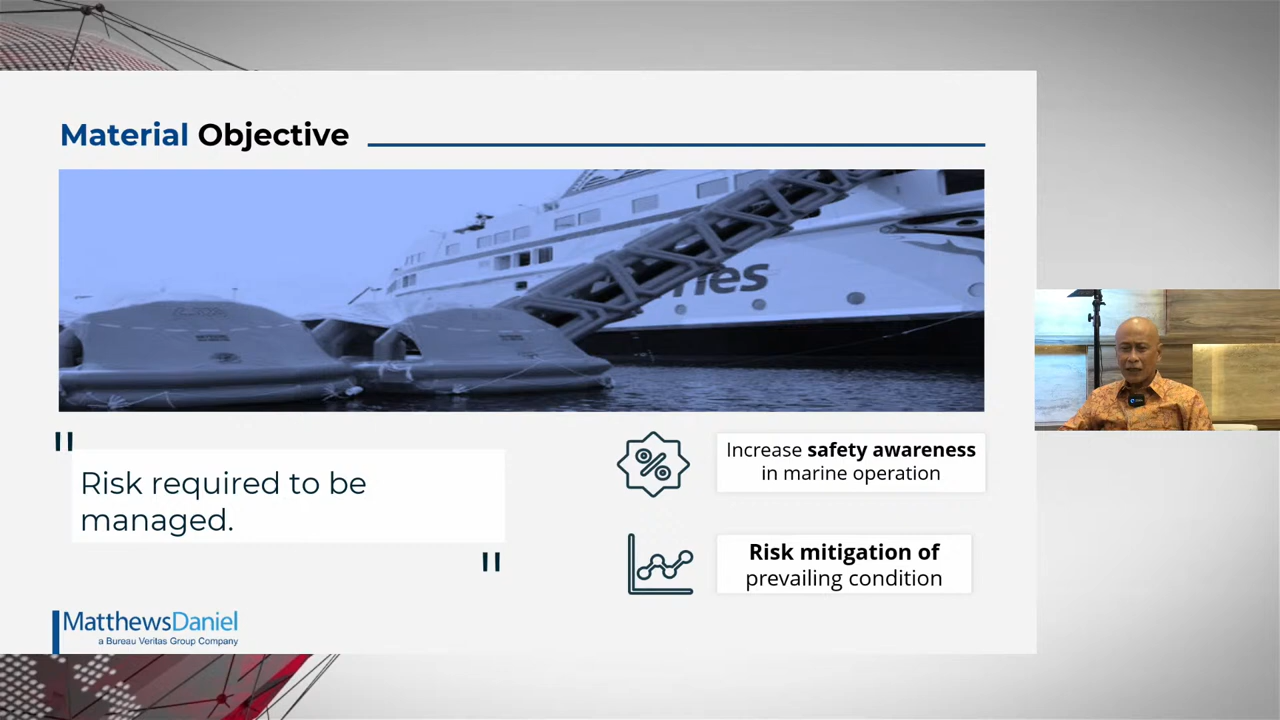 Material Objective
nes
"
Risk required to be
managed.
"
Increase safety awareness
in marine operation
Risk mitigation of
prevailing condition
MatthewsDaniel
a Bureau Veritas Group Company